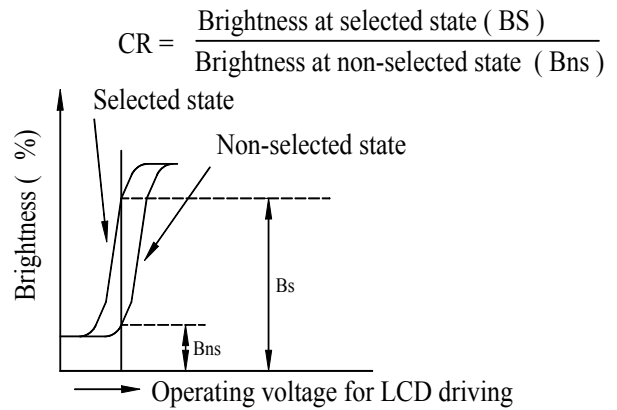 CR = Brightness at selected state ( BS )
Brightness at non-selected state ( Bns )
Selected state
Non-selected state
Brightness ( %)
Bs
Bns
Operating voltage for LCD driving